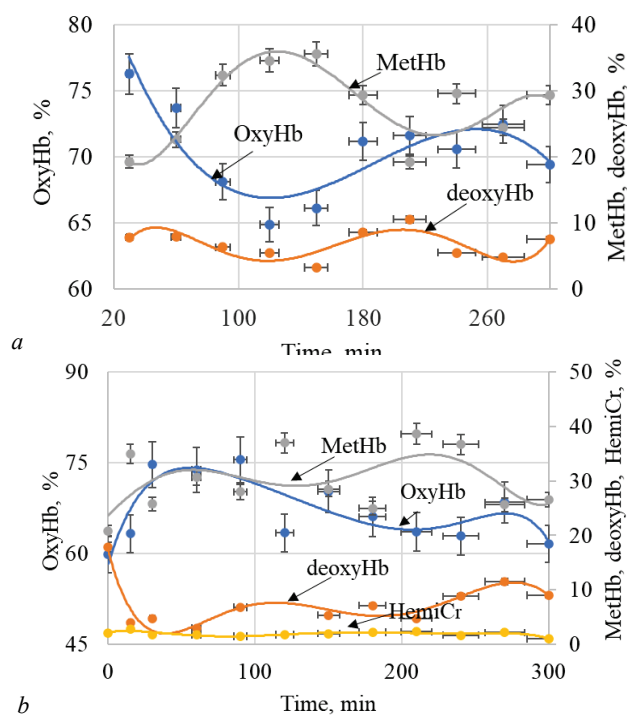 80
40
75
30
70
20
65
10
60
0
20
100
180
260
OxyHb, %
MetHb, deoxyHb, %
MetHb
OxyHb
deoxyHb
Time, min
a
90
50
40
75
30
60
20
10
45
0
0
100
200
300
OxyHb, %
MetHb, deoxyHb, HemiCr, %
MetHb
OxyHb
deoxyHb
HemiCr
Time, min
b